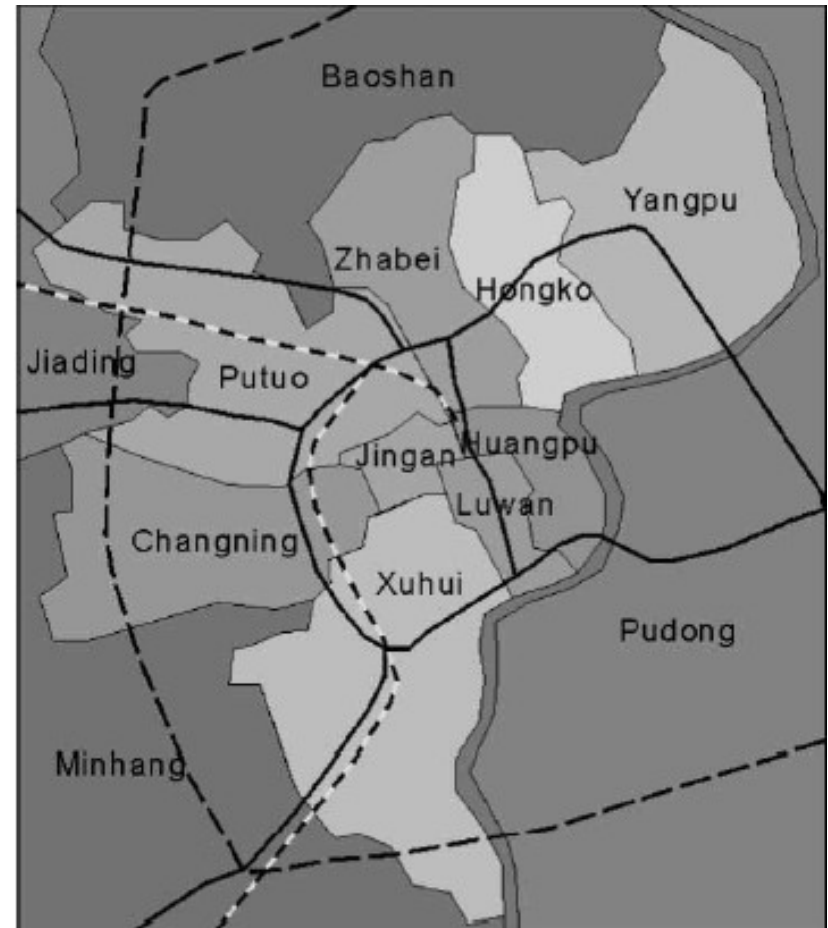 Baoshan
Yangpu
Zhabei
Hongko
Jiading
Putuo
Huangpu
Jingan
Luwan
Changning
Xuhui
Pudong
Minhang